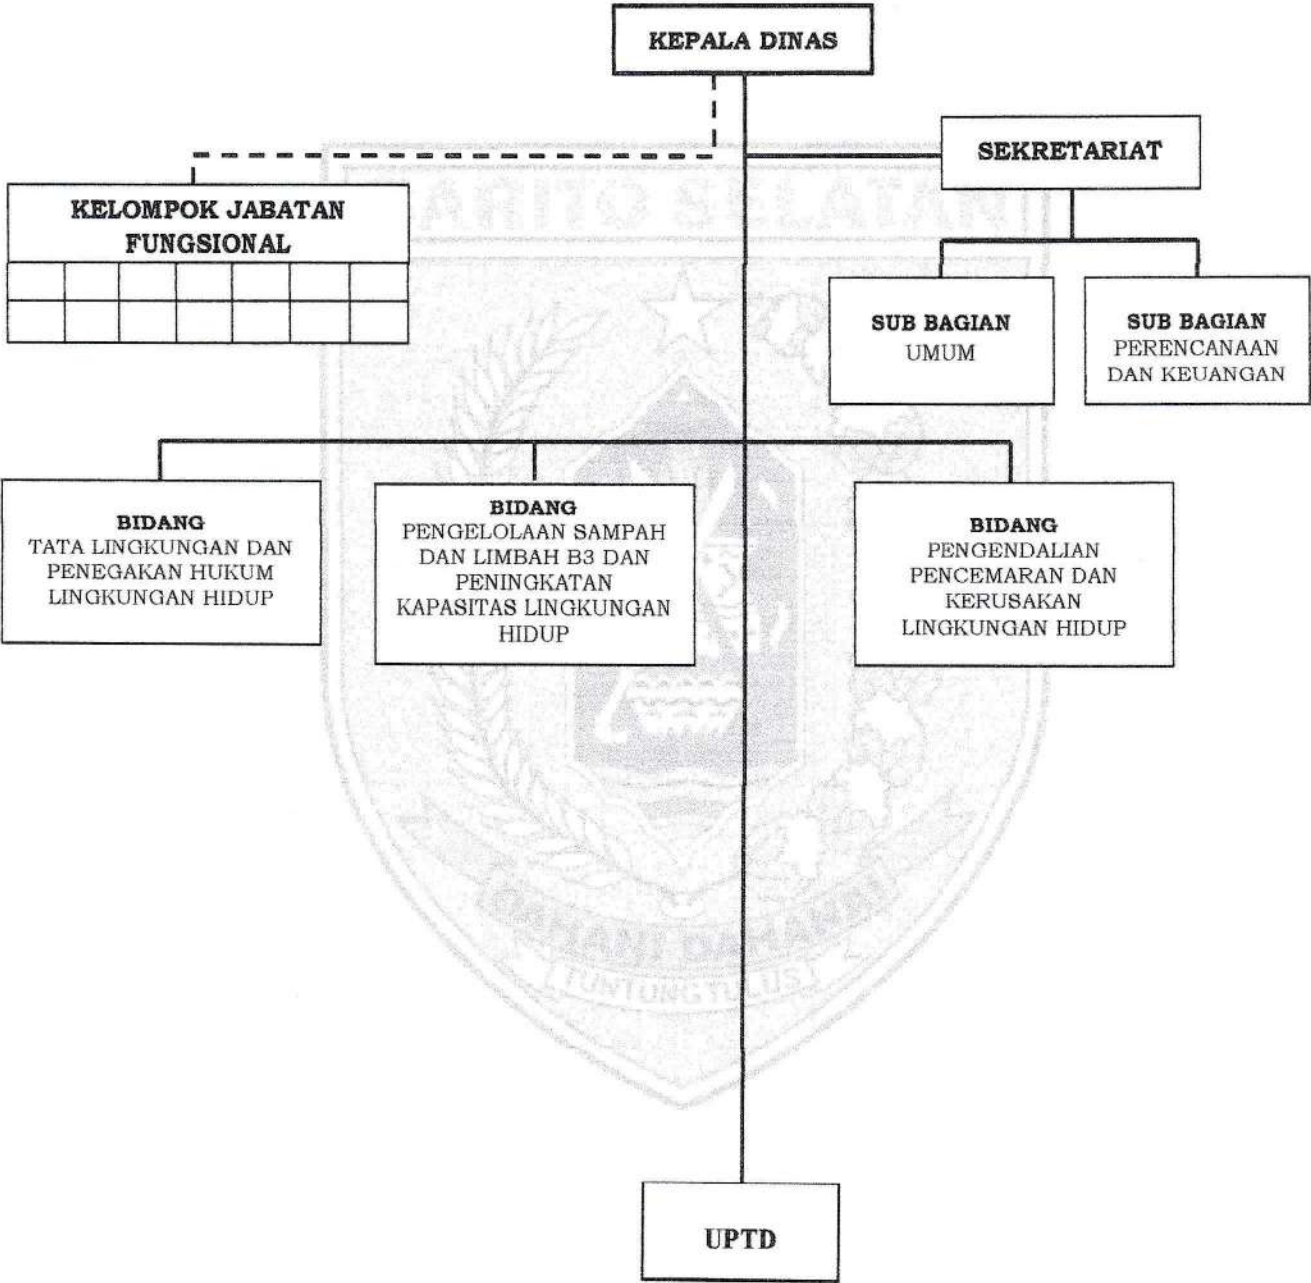 KEPALA DINAS
SEKRETARIAT
KELOMPOK JABATAN
FUNGSIONAL
SUB BAGIAN
UMUM
SUB BAGIAN
PERENCANAAN
DAN KEUANGAN
BIDANG
TATA LINGKUNGAN DAN
PENEGAKAN HUKUM
LINGKUNGAN HIDUP
BIDANG
PENGELOLAAN SAMPAH
DAN LIMBAH B3 DAN
PENINGKATAN
KAPASITAS LINGKUNGAN
HIDUP
BIDANG
PENGENDALIAN
PENCEMARAN DAN
KERUSAKAN
LINGKUNGAN HIDUP
TUNTUNG TULUS
UPTD